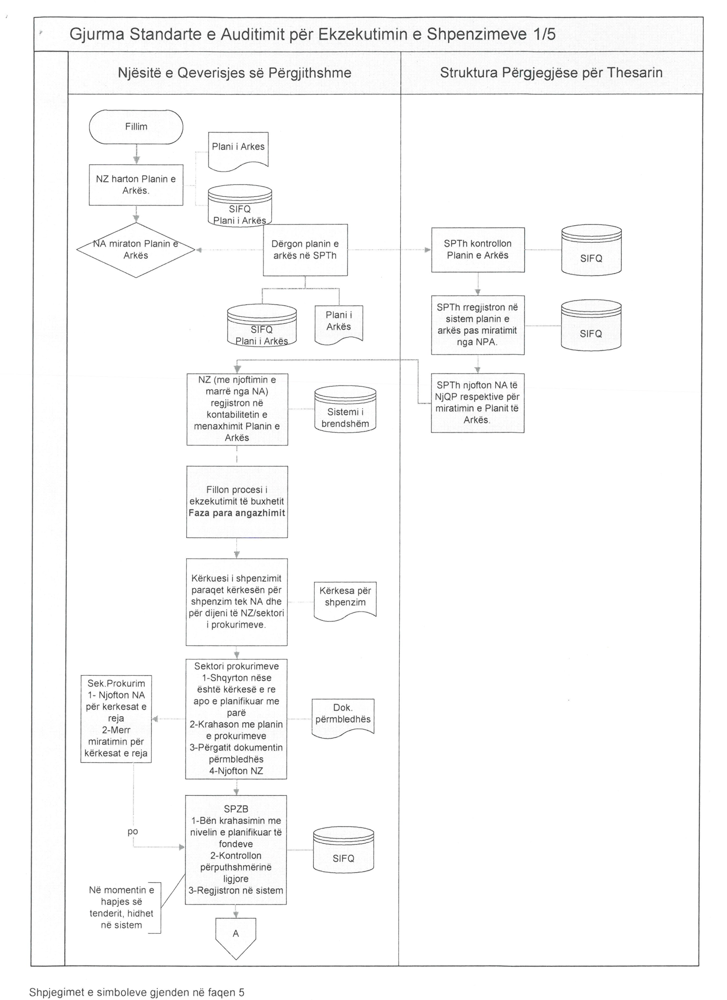 Gjurma Standarte e Auditimit për Ekzekutimin e Shpenzimeve 1/5
Njësitë e Qeverisjes së Përgjithshme
Struktura Përgjegjëse për Thesarin
Fillim
Plani i Arkes
NZ harton Planin e
Arkës.
SIFQ
Plani i Arkës
NA miraton Planin e
Arkës
Dërgon planin e
arkës në SPTh
SPTh kontrollon
Planin e Arkës
SIFQ
SIFQ
Plani i Arkës
Plani i
Arkës
SPTh rregjistron në
sistem planin e
arkës pas miratimit
nga NPA.
SIFQ
NZ (me njoftimin e
marrë nga NA)
regjistron në
kontabilitetin e
menaxhimit Planin e
Arkës
Sistemi i
brendshëm
SPTh njofton NA të
NjQP respektive për
miratimin e Planit të
Arkës.
Fillon procesi i
ekzekutimit të buxhetit
Faza para angazhimit
Kërkuesi i shpenzimit
paraqet kërkesën për
shpenzim tek NA dhe
për dijeni të NZ/sektori
i prokurimeve.
Kërkesa për
shpenzim
Sektori prokurimeve
1-Shqyrton nëse
është kërkesë e re
apo e planifikuar me
parë
2-Krahason me planin
e prokurimeve
3-Përgatit dokumentin
përmbledhës
4-Njofton NZ
Sek.Prokurim
1- Njofton NA
për kerkesat e
reja
2-Merr
miratimin për
kërkesat e reja
Dok.
përmbledhës
po
SPZB
1-Bën krahasimin me
nivelin e planifikuar të
fondeve
2-Kontrollon
përputhshmërinë
ligjore
3-Regjistron në sistem
SIFQ
Në momentin e
hapjes së
tenderit, hidhet
në sistem
A
Shpjegimet e simboleve gjenden në faqen 5